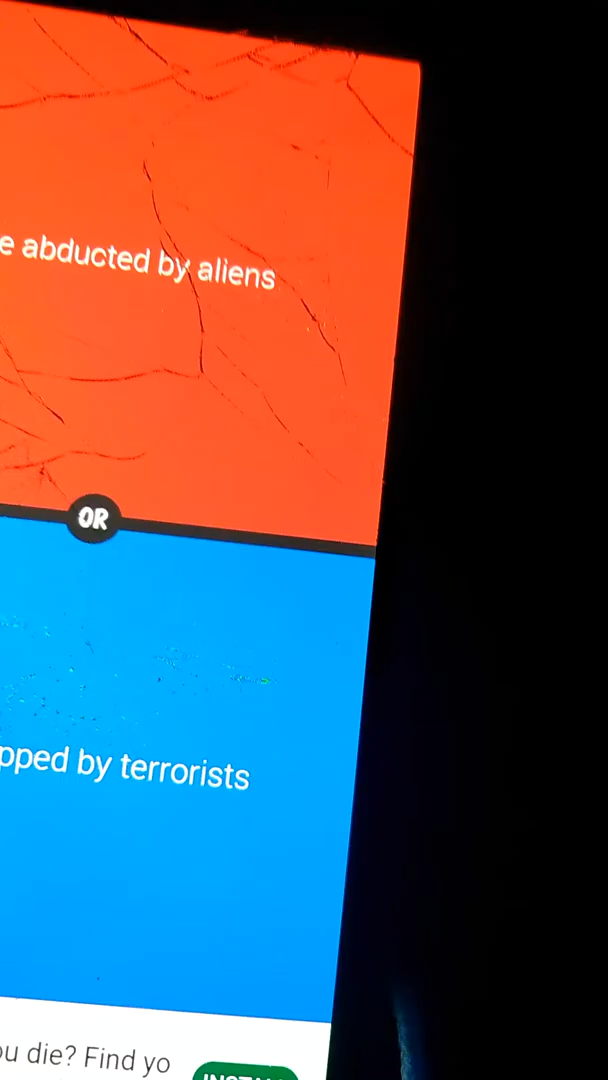 e abducted by aliens
OR
pped by terrorists
ou die? Find yo